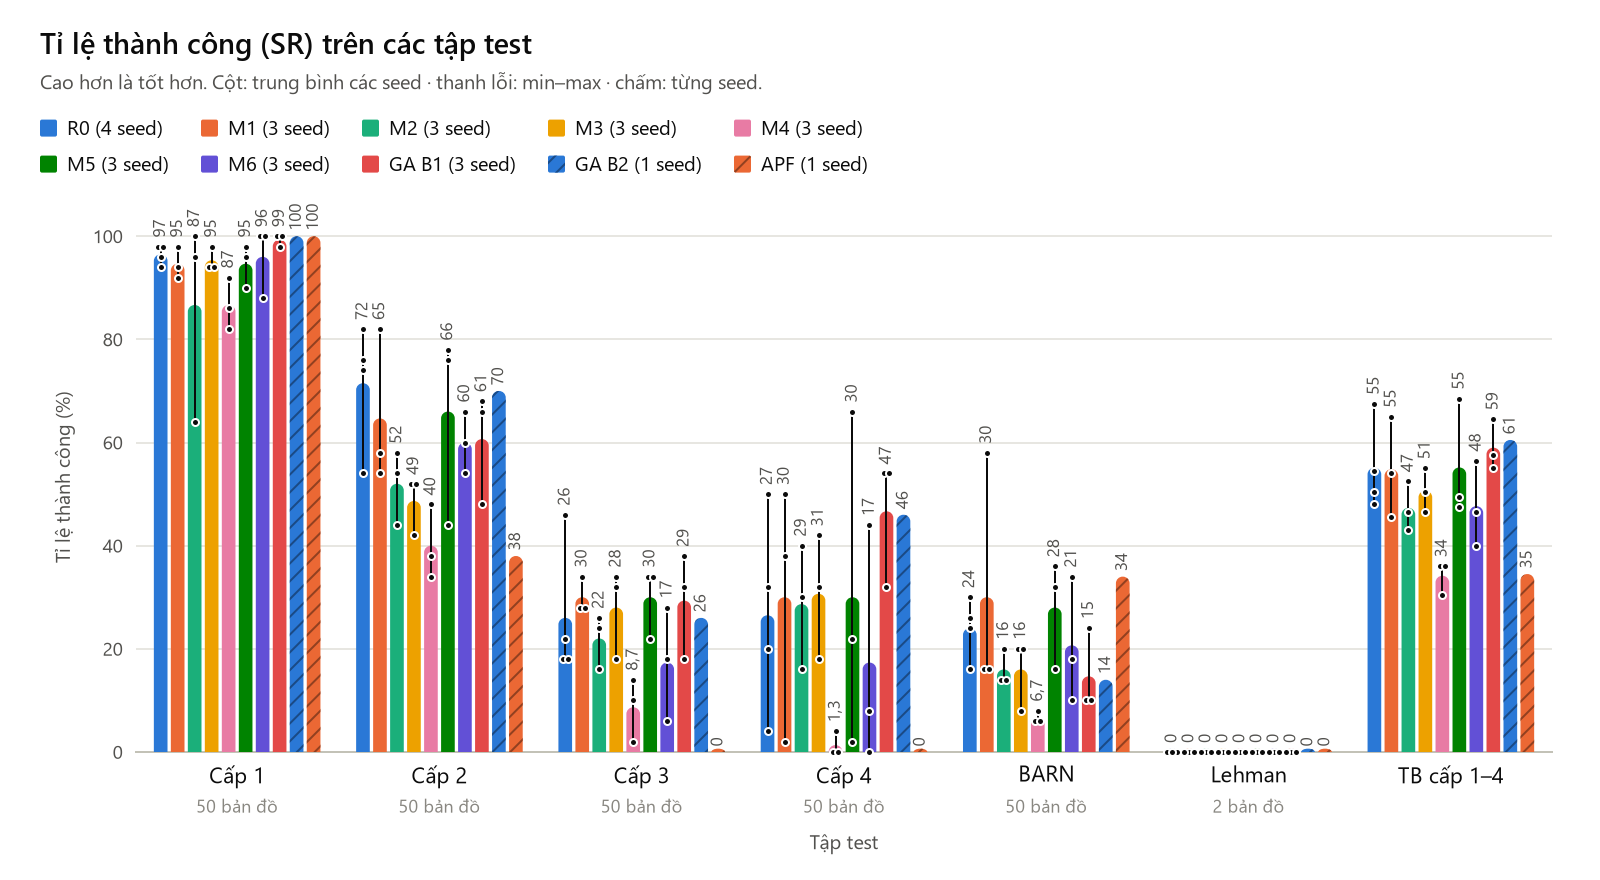 Tỉ lệ thành công (SR) trên các tập test
Cao hơn là tốt hơn. Cột: trung bình các seed · thanh lỗi: min–max · chấm: từng seed.
R0 (4 seed) M1 (3 seed) M2 (3 seed) M3 (3 seed) M4 (3 seed)
M5 (3 seed) M6 (3 seed) GA B1 (3 seed) GA B2 (1 seed) APF (1 seed)
Tỉ lệ thành công (%)
100
80
60
40
20
0
97 95 87 95 87 95 96 99 100 100
72 65 52 49 40 66 60 61 70 38
26 30 22 28 8,7 30 17 29 26 0
27 30 29 31 1,3 30 17 47 46 0
24 30 16 16 6,7 28 21 15 14 34
0 0 0 0 0 0 0 0 0 0
55 55 47 51 34 55 48 59 61 35
Cấp 1 Cấp 2 Cấp 3 Cấp 4 BARN Lehman TB cấp 1–4
50 bản đồ 50 bản đồ 50 bản đồ 50 bản đồ 50 bản đồ 2 bản đồ
Tập test